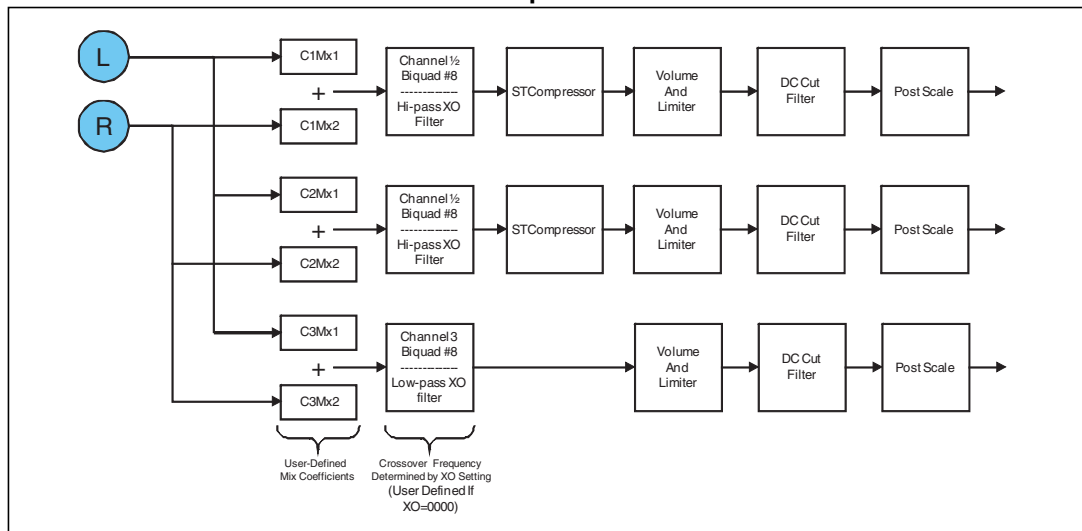 L
R
C1Mx1
+
C1Mx2
Channel ½
Biquad #8
--------------
Hi-pass XO
Filter
STCompressor
Volume
And
Limiter
DC Cut
Filter
Post Scale
C2Mx1
+
C2Mx2
Channel ½
Biquad #8
--------------
Hi-pass XO
Filter
STCompressor
Volume
And
Limiter
DC Cut
Filter
Post Scale
C3Mx1
+
C3Mx2
Channel 3
Biquad #8
--------------
Low-pass XO
filter
Volume
And
Limiter
DC Cut
Filter
Post Scale
User-Defined
Mix Coefficients
Crossover Frequency
Determined by XO Setting
(User Defined If
XO=0000)